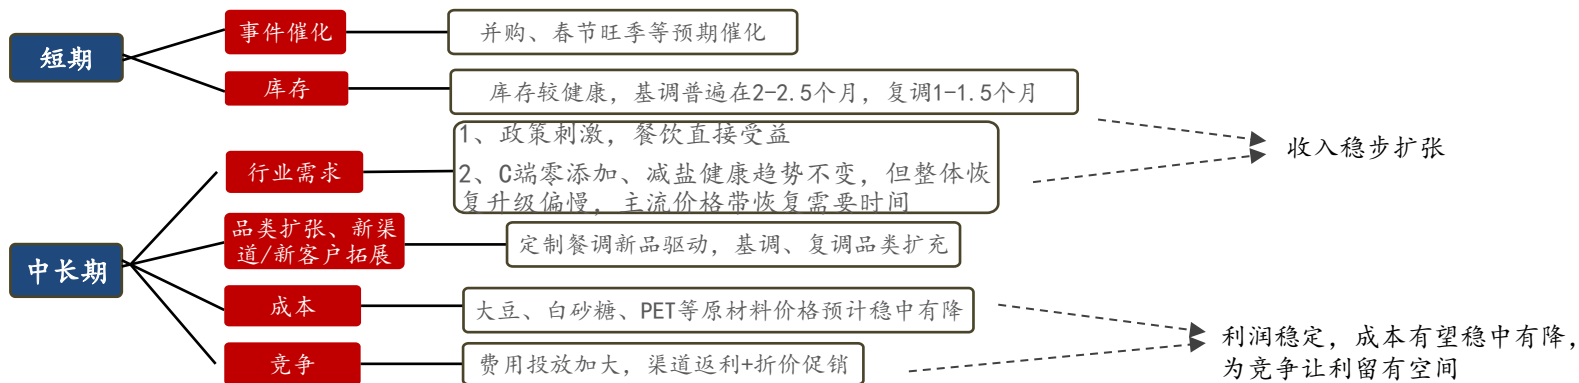 短期
事件催化
并购、春节旺季等预期催化
库存
库存较健康，基调普遍在2-2.5个月，复调1-1.5个月
中长期
行业需求
1、政策刺激，餐饮直接受益
2、C端零添加、减盐健康趋势不变，但整体恢
复升级偏慢，主流价格带恢复需要时间
品类扩张、新渠
道/新客户拓展
定制餐调新品驱动，基调、复调品类扩充
成本
大豆、白砂糖、PET等原材料价格预计稳中有降
竞争
费用投放加大，渠道返利+折价促销
收入稳步扩张
利润稳定，成本有望稳中有降，
为竞争让利留有空间